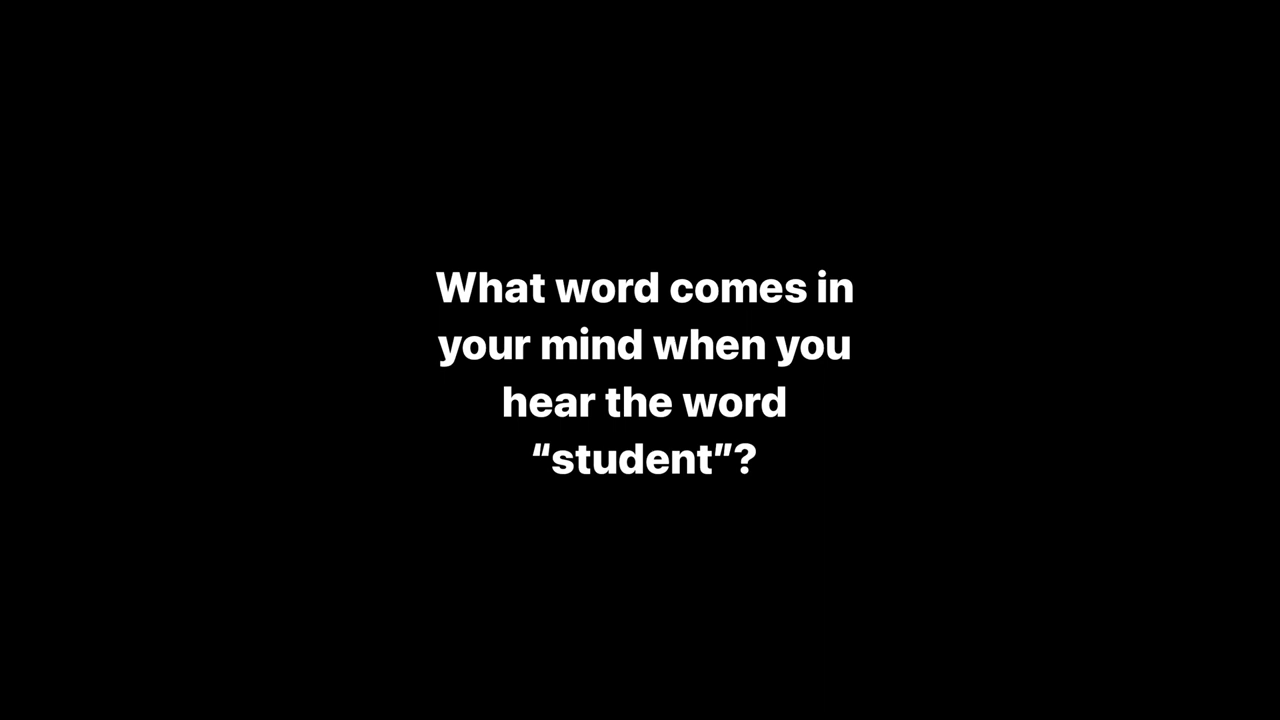 What word comes in
your mind when you
hear the word
“student”?